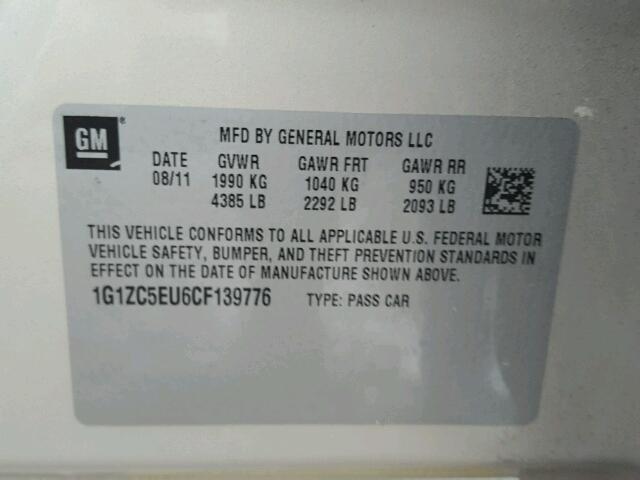 GM ®
MFD BY GENERAL MOTORS LLC
DATE GVWR GAWR FRT GAWR RR
08/11 1990 KG 1040 KG 950 KG
4385 LB 2292 LB 2093 LB
THIS VEHICLE CONFORMS TO ALL APPLICABLE U.S. FEDERAL MOTOR
VEHICLE SAFETY, BUMPER, AND THEFT PREVENTION STANDARDS IN
EFFECT ON THE DATE OF MANUFACTURE SHOWN ABOVE.
1G1ZC5EU6CF139776 TYPE: PASS CAR